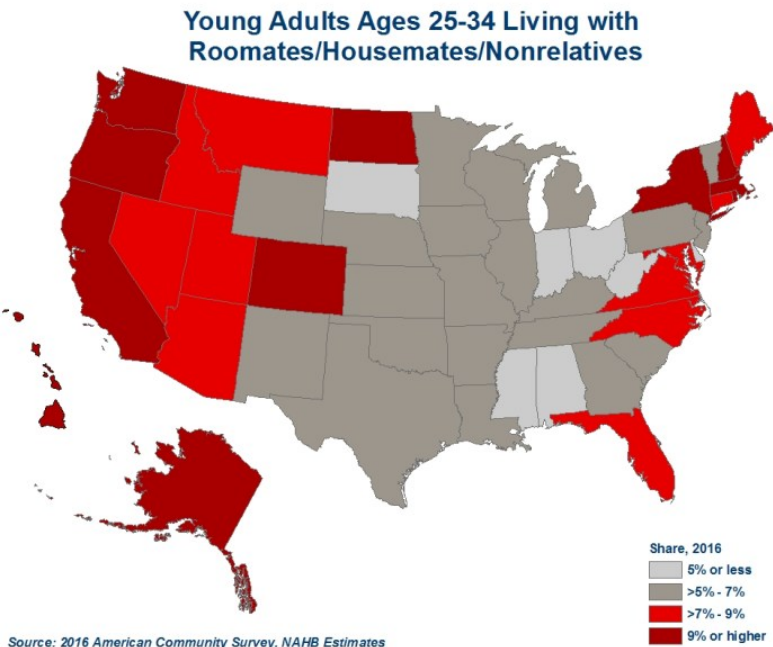 Young Adults Ages 25-34 Living with
Roomates/Housemates/Nonrelatives
Share, 2016
5% or less
>5% - 7%
>7% - 9%
9% or higher
Source: 2016 American Community Survey, NAHB Estimates